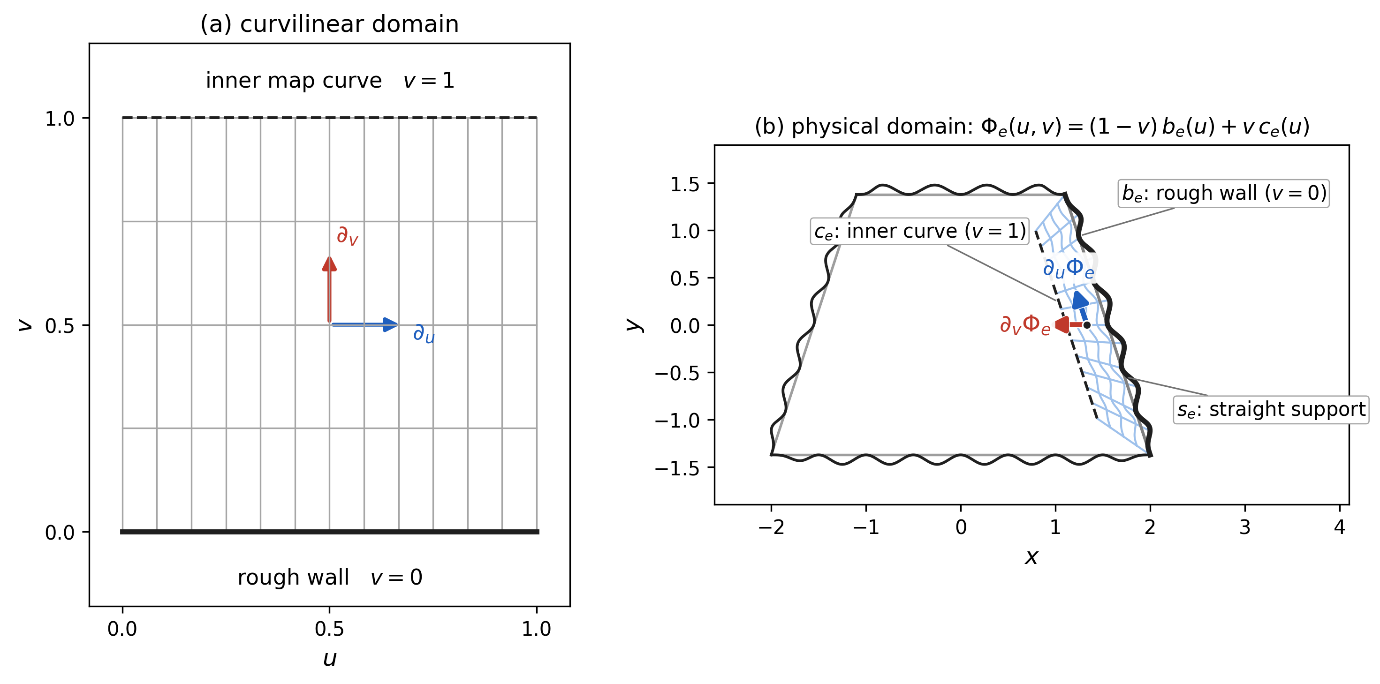 (a) curvilinear domain
inner map curve v = 1
1.0
∂ᵥ
v
0.5
∂ᵤ
0.0
rough wall v = 0
0.0 0.5 1.0
u
(b) physical domain: Φₑ(u, v) = (1 − v) bₑ(u) + v cₑ(u)
1.5
bₑ: rough wall (v = 0)
1.0
cₑ: inner curve (v = 1)
0.5
∂ᵤΦₑ
y
0.0
∂ᵥΦₑ
−0.5
sₑ: straight support
−1.0
−1.5
−2 −1 0 1 2 3 4
x